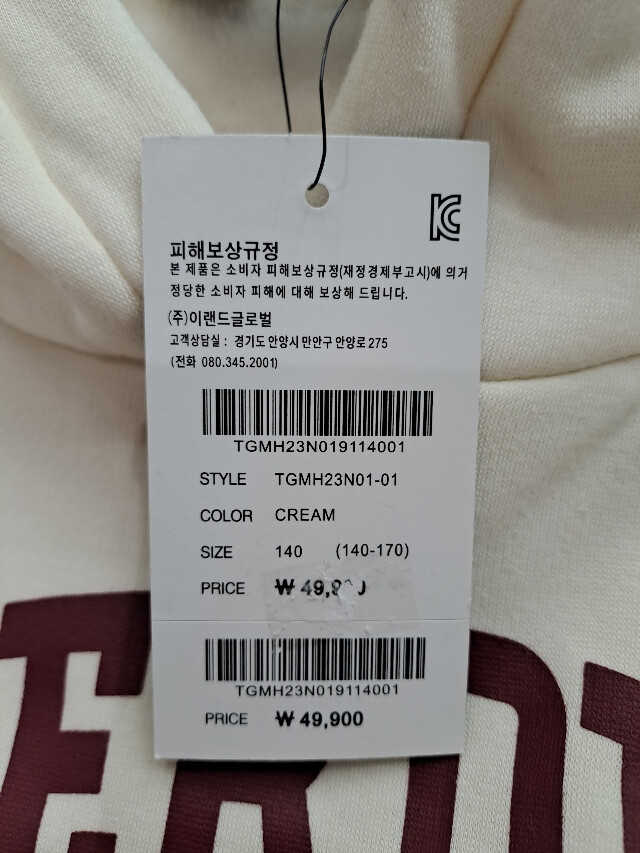 KC
피해보상규정
본 제품은 소비자 피해보상규정(재정경제부고시)에 의거
정당한 소비자 피해에 대해 보상해 드립니다.
(주)이랜드글로벌
고객상담실 : 경기도 안양시 만안구 안양로 275
(전화 080.345.2001)
TGMH23N019114001
STYLE TGMH23N01-01
COLOR CREAM
SIZE 140 (140-170)
PRICE ₩
TGMH23N019114001
PRICE ₩ 49,900